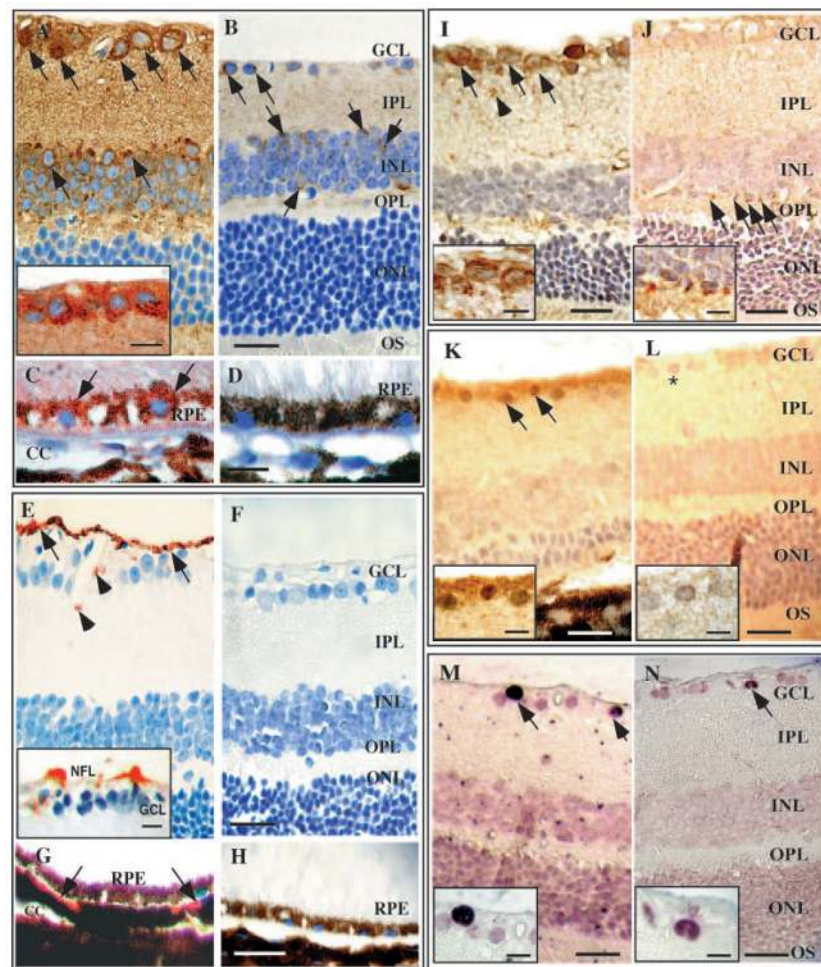 A
B
GCL
IPL
INL
OPL
ONL
OS
C
RPE
CC
D
RPE
E
NFL
GCL
F
GCL
IPL
INL
OPL
ONL
G
RPE
CC
H
RPE
I
J
GCL
IPL
INL
OPL
ONL
OS
K
L
*
GCL
IPL
INL
OPL
ONL
OS
M
N
GCL
IPL
INL
OPL
ONL
OS